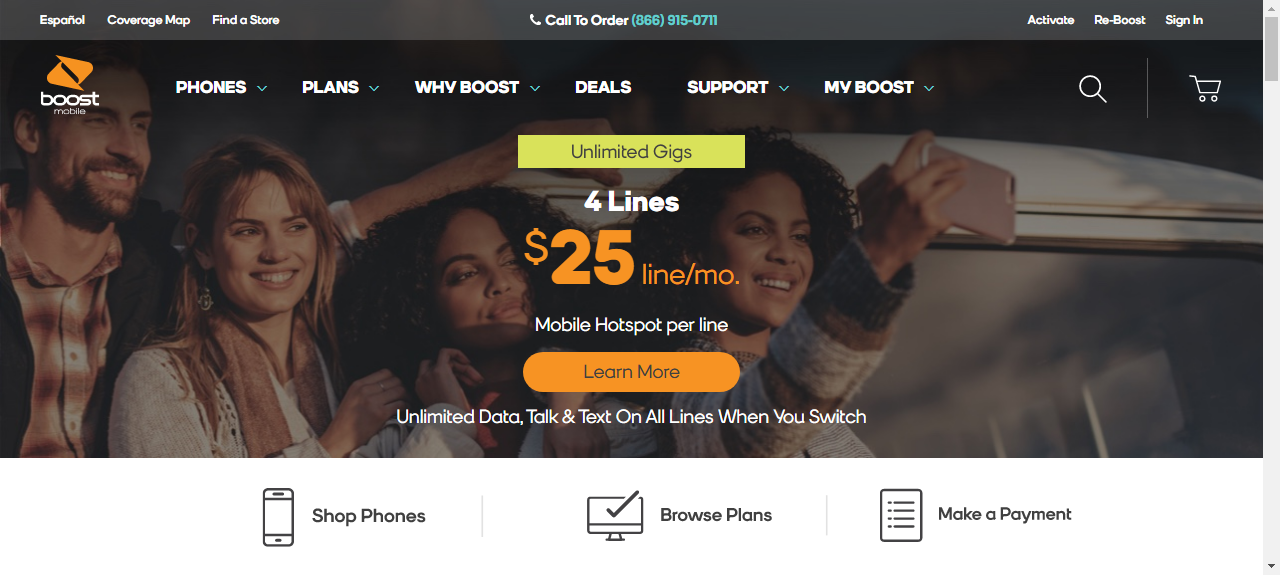 Español Coverage Map Find a Store Call To Order (866) 915-0711 Activate Re-Boost Sign In
boost
mobile
PHONES PLANS WHY BOOST DEALS SUPPORT MY BOOST
Unlimited Gigs
4 Lines
$25 line/mo.
Mobile Hotspot per line
Learn More
Unlimited Data, Talk & Text On All Lines When You Switch
Shop Phones Browse Plans Make a Payment